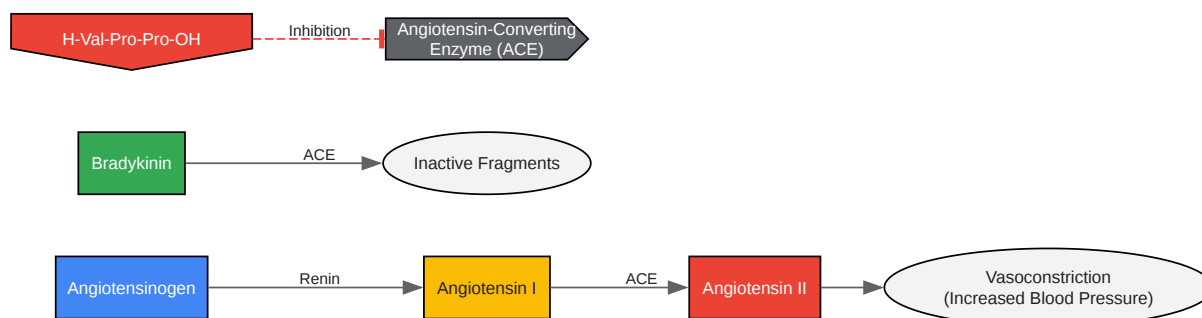 H-Val-Pro-Pro-OH
Inhibition
Angiotensin-Converting
Enzyme (ACE)
Bradykinin
ACE
Inactive Fragments
Angiotensinogen
Renin
Angiotensin I
ACE
Angiotensin II
Vasoconstriction
(Increased Blood Pressure)